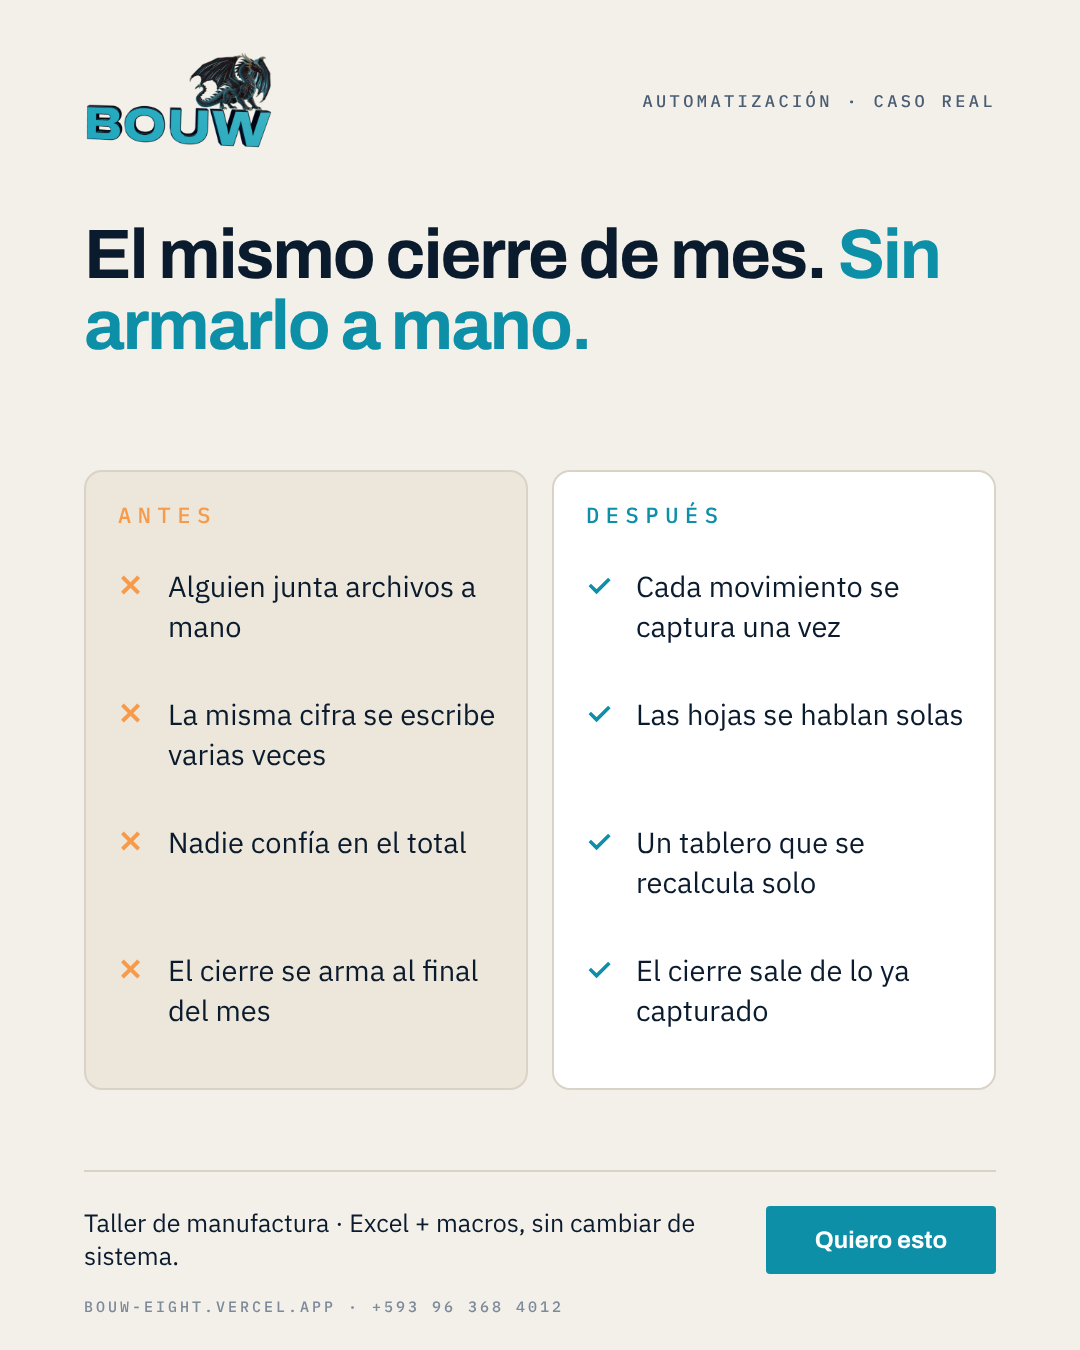 BOUW
AUTOMATIZACIÓN · CASO REAL
El mismo cierre de mes. Sin
armarlo a mano.
ANTES
Alguien junta archivos a
mano
La misma cifra se escribe
varias veces
Nadie confía en el total
El cierre se arma al final
del mes
DESPUÉS
Cada movimiento se
captura una vez
Las hojas se hablan solas
Un tablero que se
recalcula solo
El cierre sale de lo ya
capturado
Taller de manufactura · Excel + macros, sin cambiar de
sistema.
Quiero esto
BOUW-EIGHT.VERCEL.APP · +593 96 368 4012